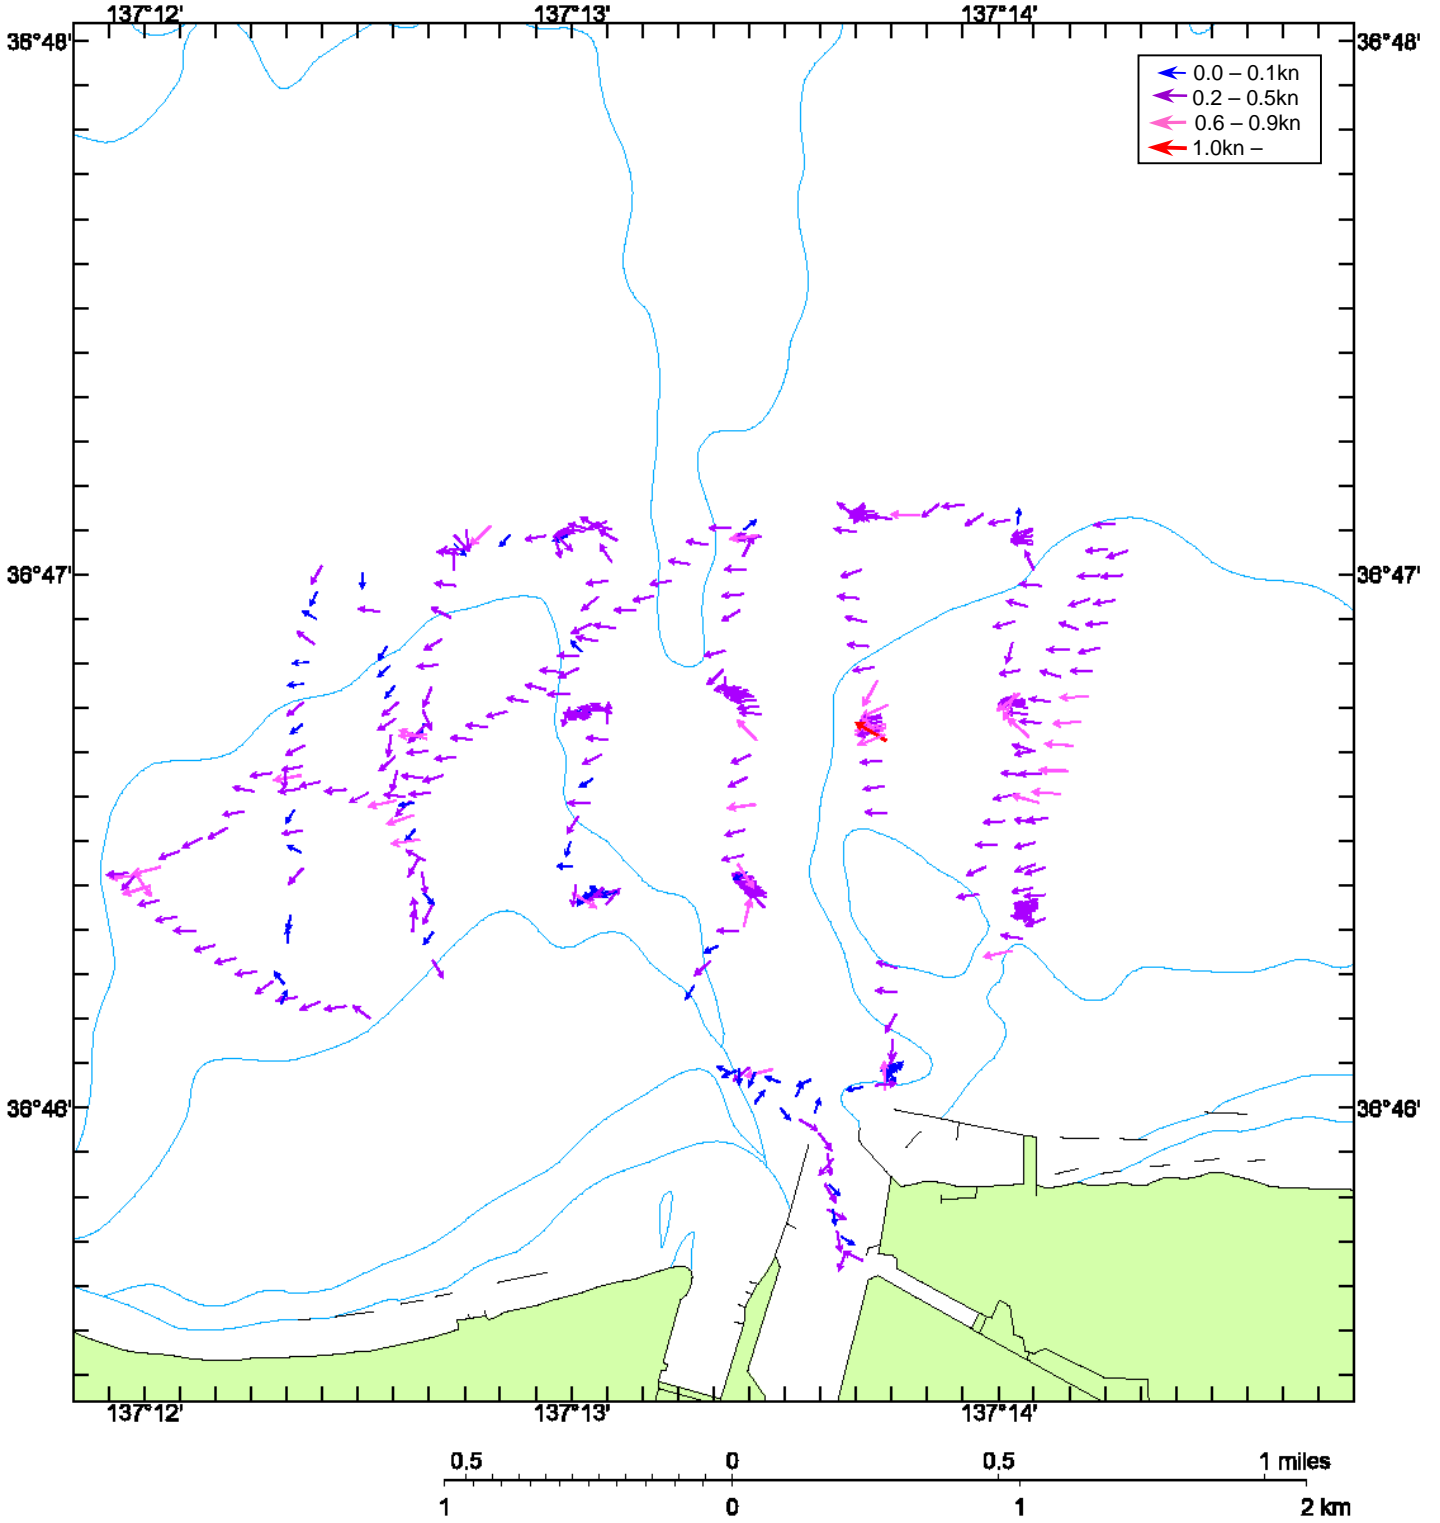 137°12' 137°13' 137°14'
36°48' 36°48'
0.0 – 0.1kn
0.2 – 0.5kn
0.6 – 0.9kn
1.0kn –
36°47' 36°47'
36°46' 36°46'
137°12' 137°13' 137°14'
0.5 0 0.5 1 miles
1 0 1 2 km